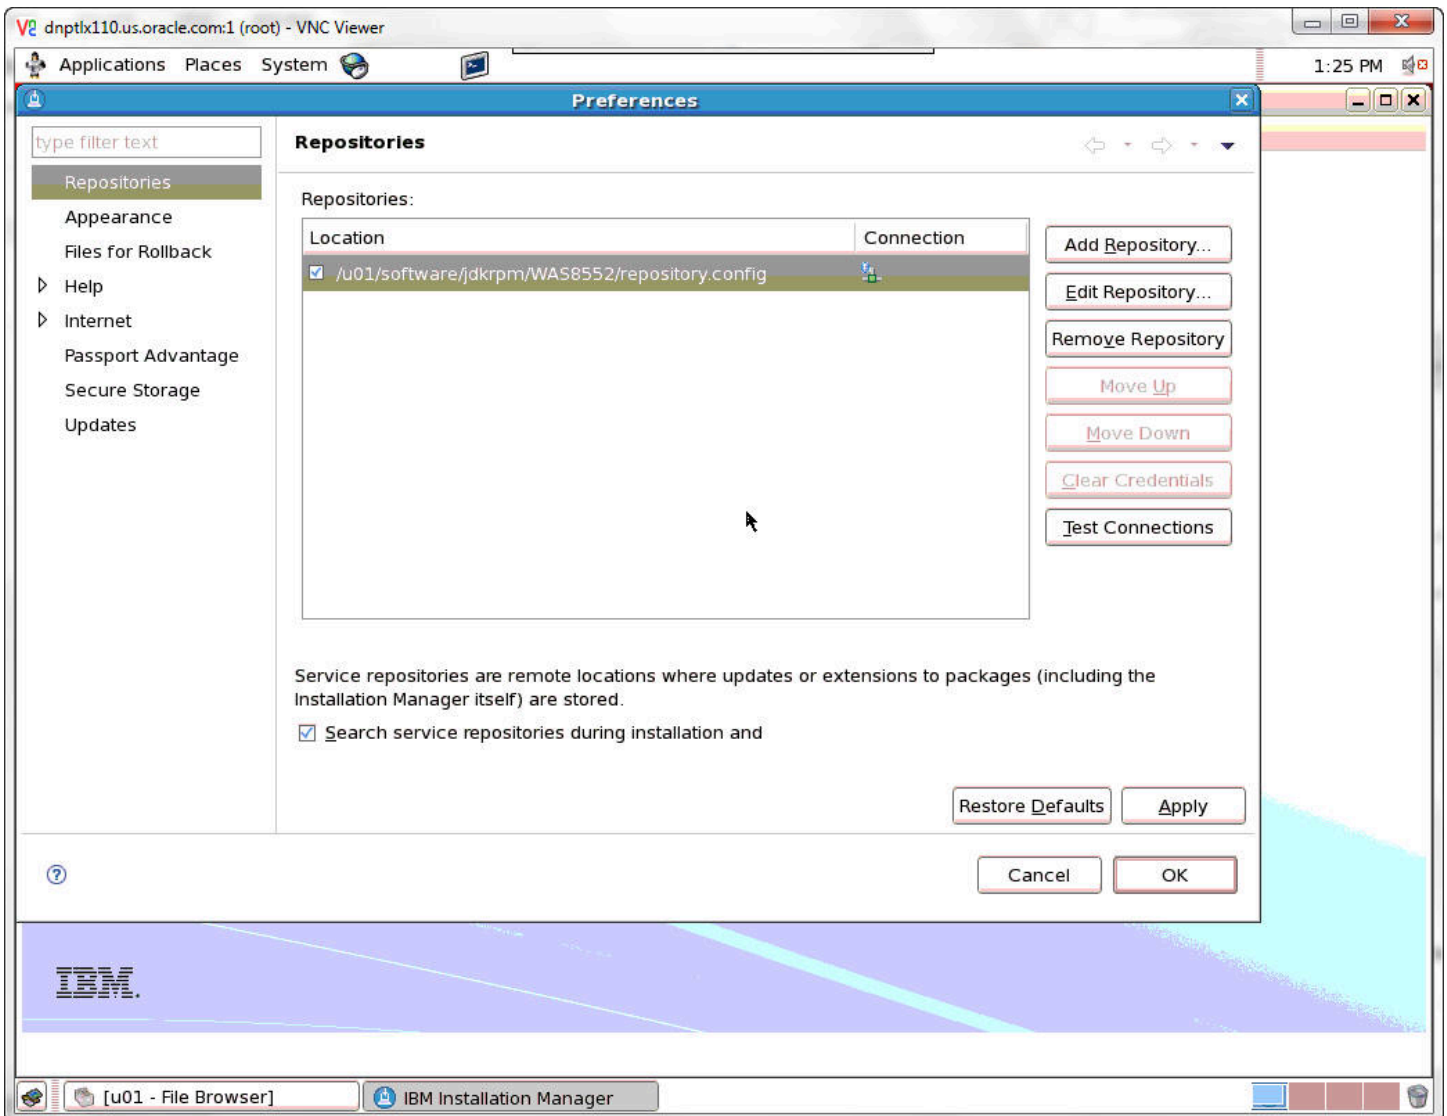 dnptlx110.us.oracle.com:1 (root) - VNC Viewer
Applications Places System 1:25 PM
Preferences
type filter text
Repositories
Appearance
Files for Rollback
Help
Internet
Passport Advantage
Secure Storage
Updates
Repositories
Repositories:
Location Connection
/u01/software/jdkrpm/WAS8552/repository.config
Add Repository...
Edit Repository...
Remove Repository
Move Up
Move Down
Clear Credentials
Test Connections
Service repositories are remote locations where updates or extensions to packages (including the
Installation Manager itself) are stored.
Search service repositories during installation and
Restore Defaults Apply
Cancel OK
IBM.
[u01 - File Browser] IBM Installation Manager